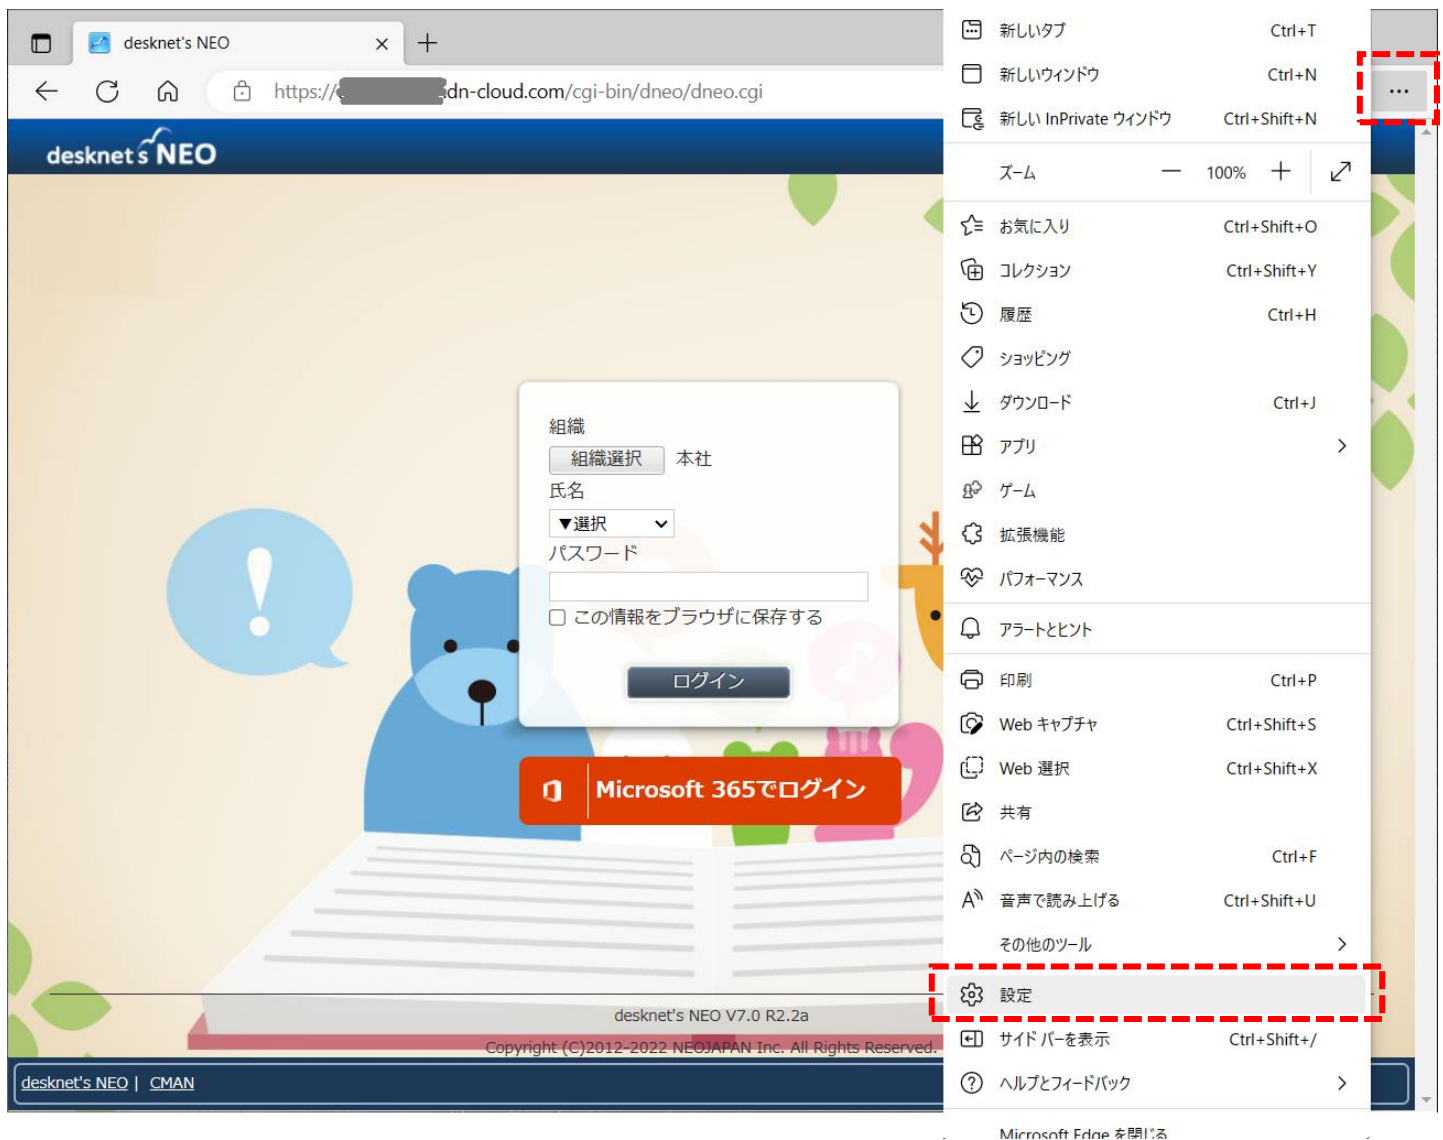 desknet's NEO
https:// dn-cloud.com/cgi-bin/dneo/dneo.cgi
desknet's NEO
組織
組織選択 本社
氏名
▼選択
パスワード
この情報をブラウザに保存する
ログイン
Microsoft 365でログイン
desknet's NEO V7.0 R2.2a
Copyright (C)2012-2022 NEOJAPAN Inc. All Rights Reserved.
desknet's NEO | CMAN
新しいタブ Ctrl+T
新しいウィンドウ Ctrl+N
新しい InPrivate ウィンドウ Ctrl+Shift+N
ズーム — 100% +
お気に入り Ctrl+Shift+O
コレクション Ctrl+Shift+Y
履歴 Ctrl+H
ショッピング
ダウンロード Ctrl+J
アプリ
ゲーム
拡張機能
パフォーマンス
アラートとヒント
印刷 Ctrl+P
Web キャプチャ Ctrl+Shift+S
Web 選択 Ctrl+Shift+X
共有
ページ内の検索 Ctrl+F
音声で読み上げる Ctrl+Shift+U
その他のツール
設定
サイド バーを表示 Ctrl+Shift+/
ヘルプとフィードバック
Microsoft Edge を閉じる